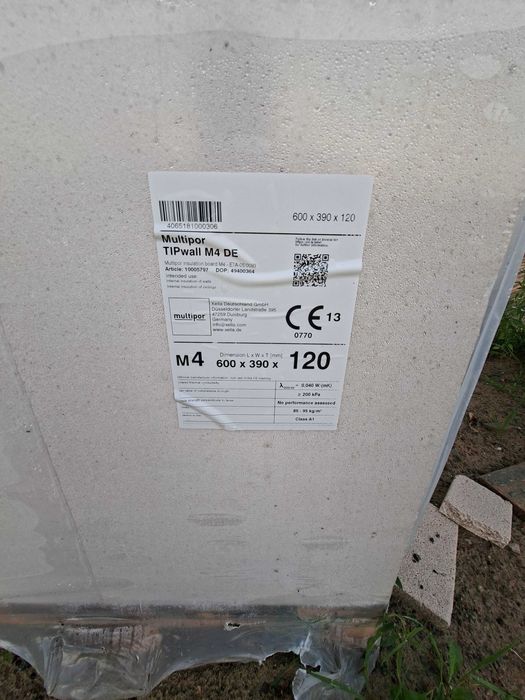 4065181000306
600 x 390 x 120
Multipor
TIPwall M4 DE
Multipor insulation board M4 - ETA-05/0093
Article: 10005797 DOP: 49400364
Intended use
Internal insulation of walls
Internal insulation of ceilings
multipor
Xella Deutschland GmbH
Düsseldorfer Landstraße 395
47259 Duisburg
Germany
info@xella.com
www.xella.de
CE 13
0770
M4
Dimension L x W x T [mm]
600 x 390 x 120
= 0,040 W/(mK)
≥ 200 kPa
No performance assessed
85 - 95 kg/m³
Class A1